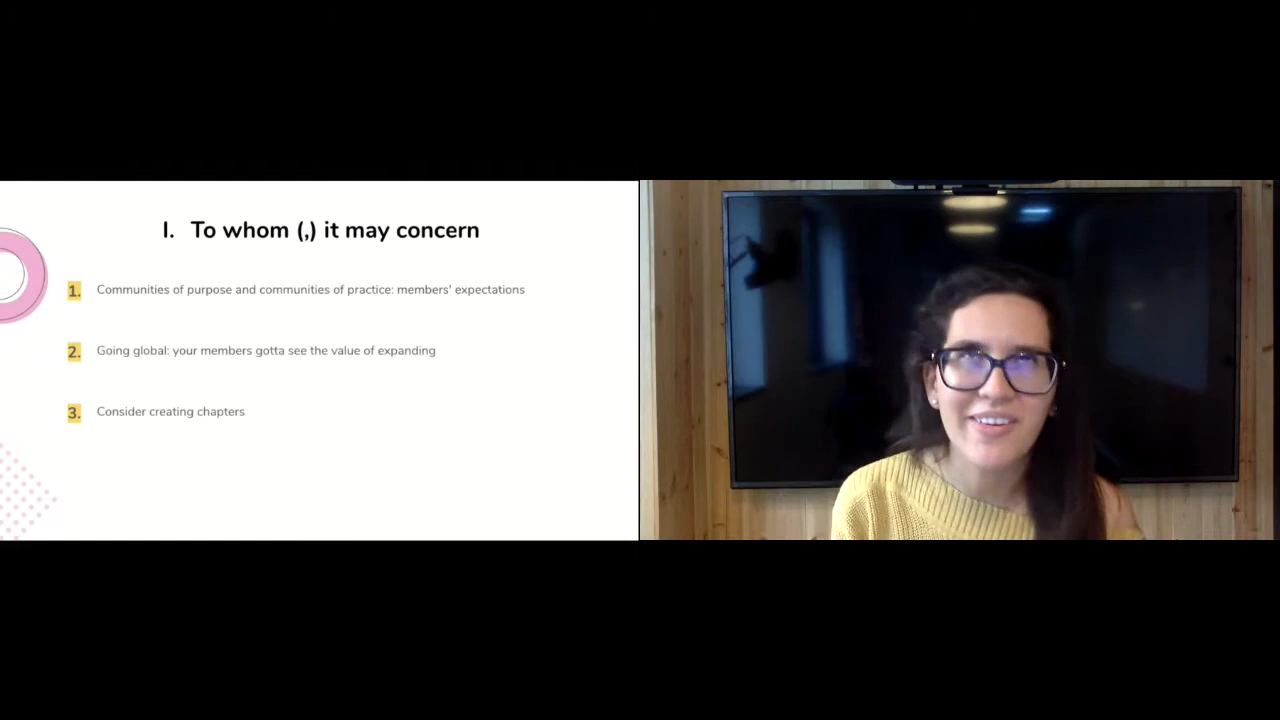 I. To whom (,) it may concern
1. Communities of purpose and communities of practice: members' expectations
2. Going global: your members gotta see the value of expanding
3. Consider creating chapters